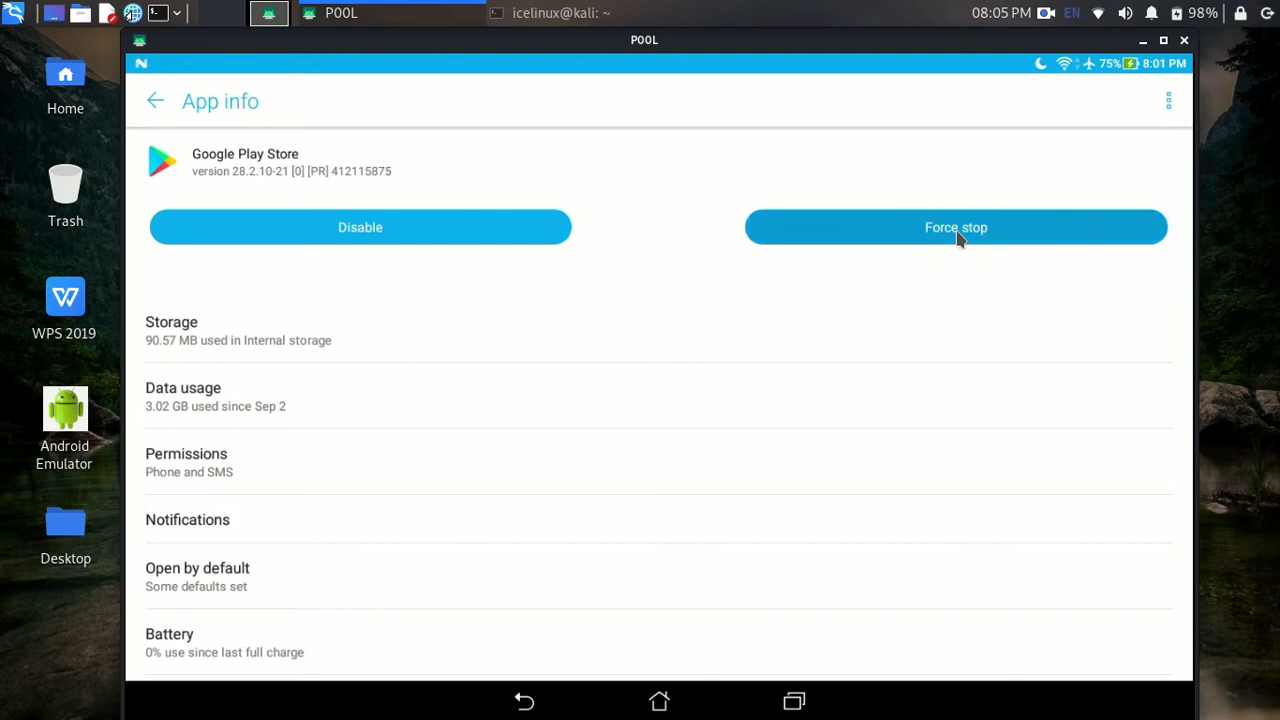 POOL
icelinux@kali: ~
08:05 PM
EN
98%
POOL
75%
8:01 PM
App info
Google Play Store
version 28.2.10-21 [0] [PR] 412115875
Disable
Force stop
Storage
90.57 MB used in Internal storage
Data usage
3.02 GB used since Sep 2
Permissions
Phone and SMS
Notifications
Open by default
Some defaults set
Battery
0% use since last full charge
Home
Trash
WPS 2019
Android
Emulator
Desktop